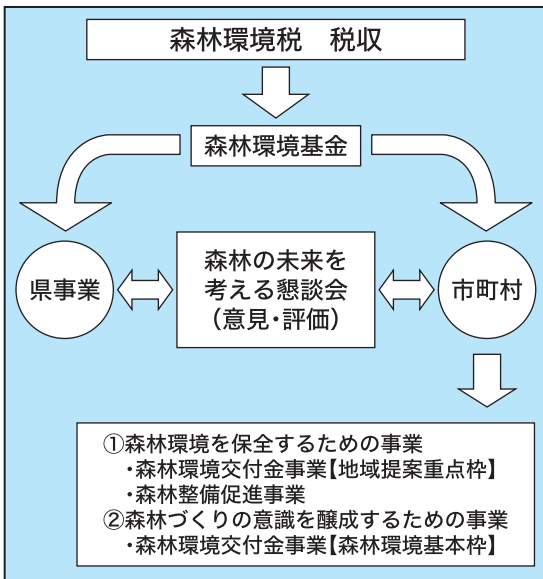 森林環境税　税収
森林環境基金
県事業
森林の未来を
考える懇談会
（意見・評価）
市町村
①森林環境を保全するための事業
・森林環境交付金事業【地域提案重点枠】
・森林整備促進事業
②森林づくりの意識を醸成するための事業
・森林環境交付金事業【森林環境基本枠】